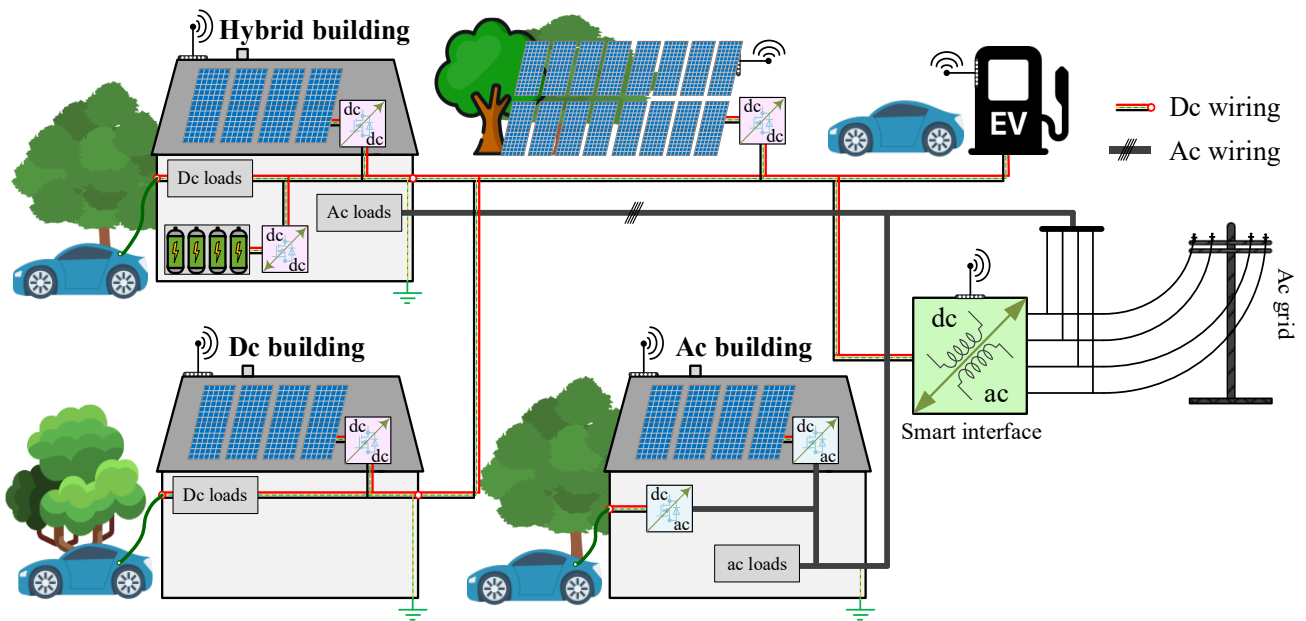 Hybrid building
dc
dc
EV
Dc wiring
Ac wiring
Dc loads
Ac loads
dc
dc
dc
dc
Ac grid
dc
ac
Smart interface
Dc building
dc
dc
Dc loads
Ac building
dc
ac
dc
ac
ac loads